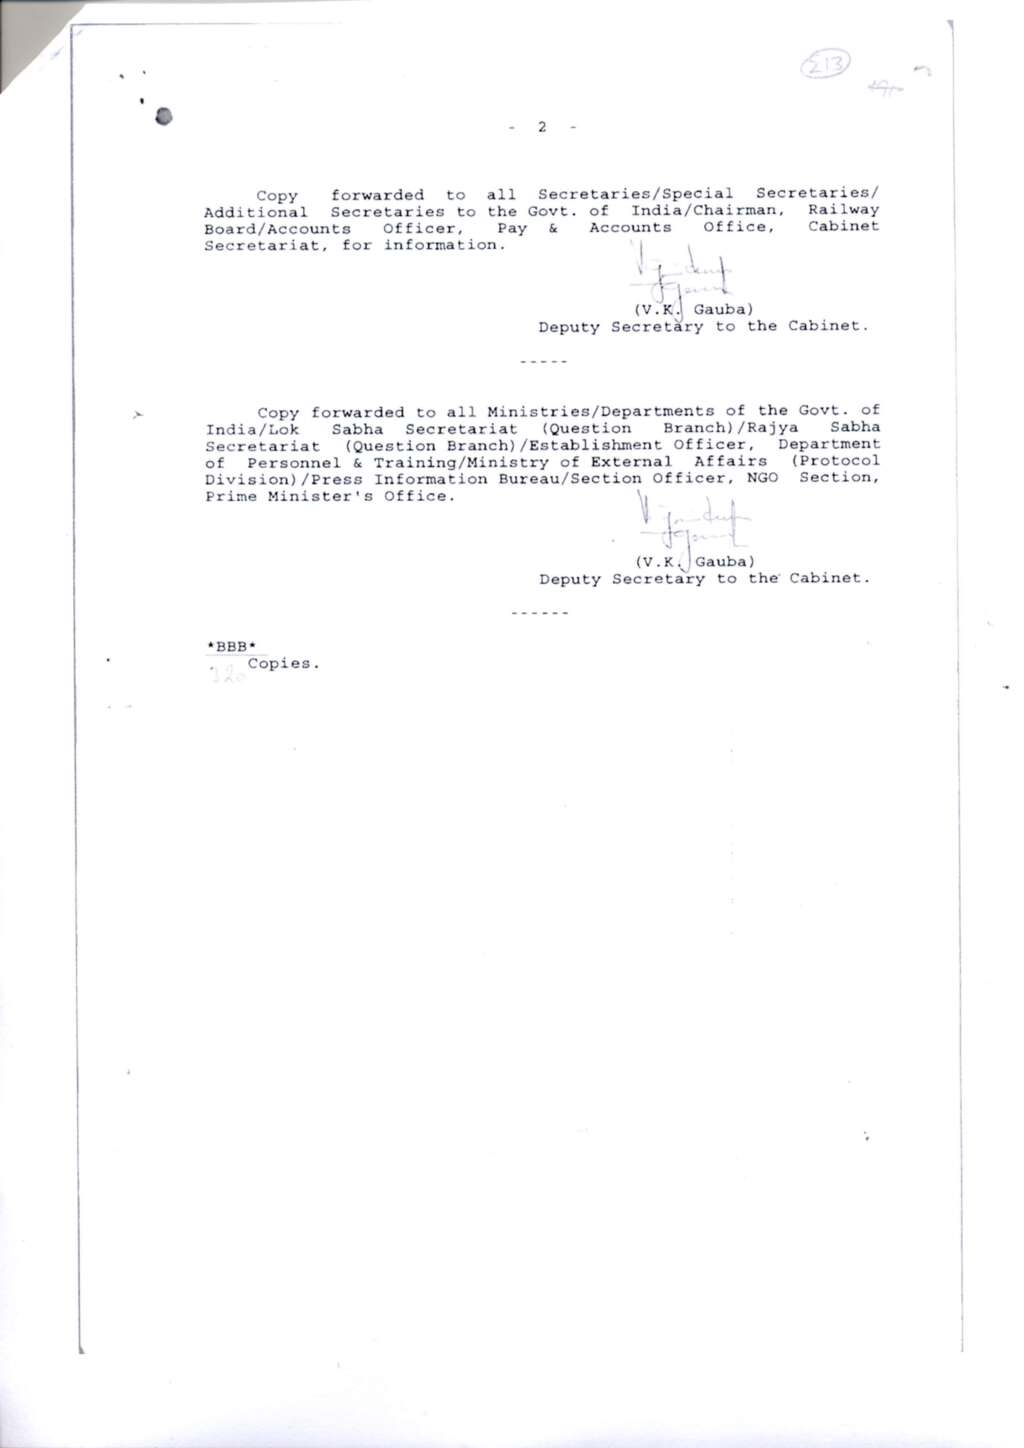 213
- 2 -
Copy forwarded to all Secretaries/Special Secretaries/
Additional Secretaries to the Govt. of India/Chairman, Railway
Board/Accounts Officer, Pay & Accounts Office, Cabinet
Secretariat, for information.
(V.K. Gauba)
Deputy Secretary to the Cabinet.
-----
Copy forwarded to all Ministries/Departments of the Govt. of
India/Lok Sabha Secretariat (Question Branch)/Rajya Sabha
Secretariat (Question Branch)/Establishment Officer, Department
of Personnel & Training/Ministry of External Affairs (Protocol
Division)/Press Information Bureau/Section Officer, NGO Section,
Prime Minister's Office.
(V.K. Gauba)
Deputy Secretary to the Cabinet.
------
*BBB*
Copies.